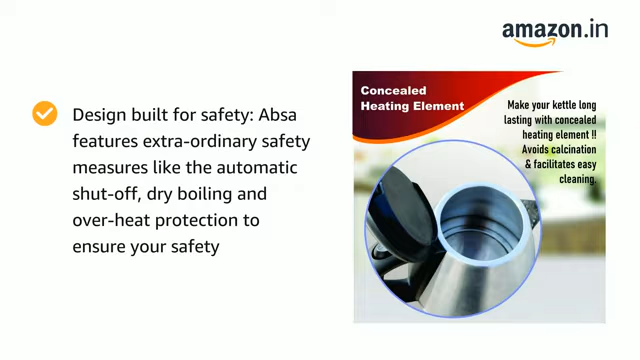 amazon.in
Design built for safety: Absa
features extra-ordinary safety
measures like the automatic
shut-off, dry boiling and
over-heat protection to
ensure your safety
Concealed
Heating Element
Make your kettle long
lasting with concealed
heating element !!
Avoids calcination
& facilitates easy
cleaning.